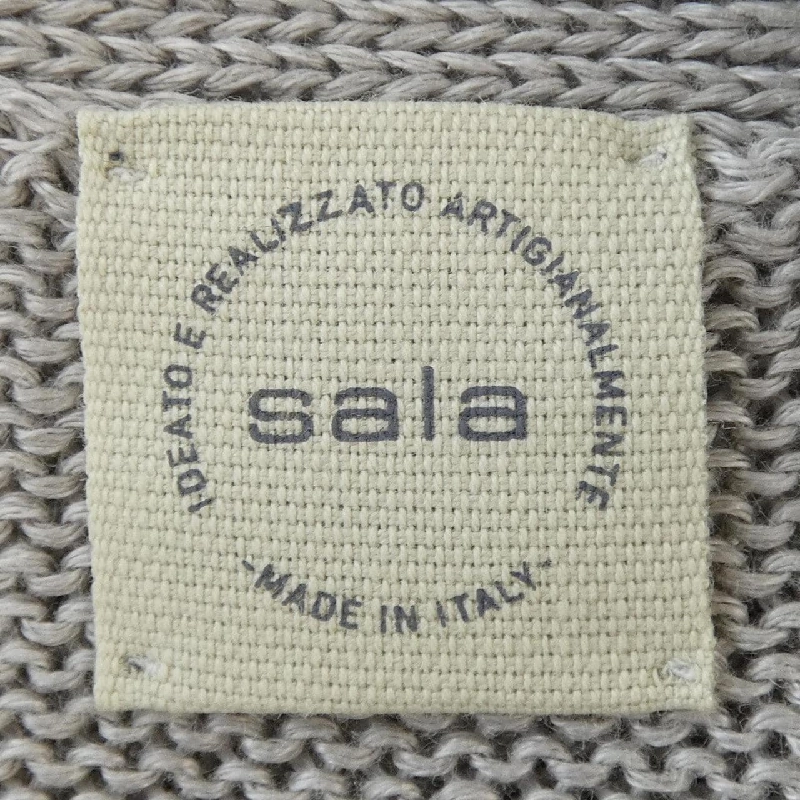 IDEATO E REALIZZATO ARTIGIANALMENTE
sala
-MADE IN ITALY-